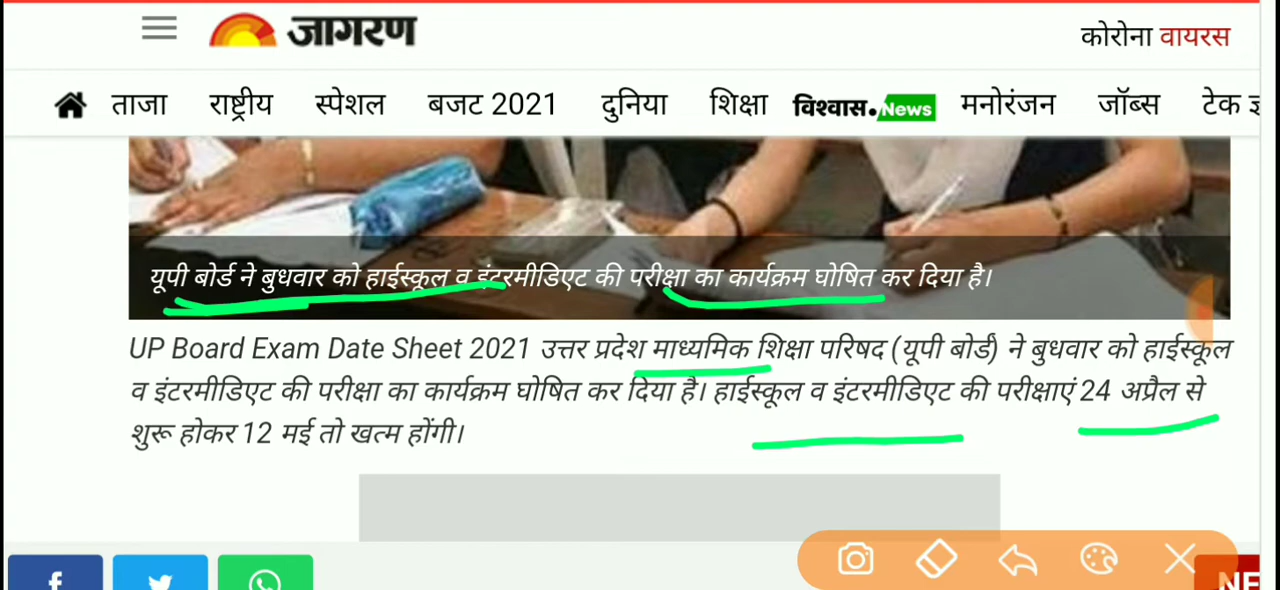 जागरण
कोरोना वायरस
ताजा राष्ट्रीय स्पेशल बजट 2021 दुनिया शिक्षा विश्वास.News मनोरंजन जॉब्स टेक
यूपी बोर्ड ने बुधवार को हाईस्कूल व इंटरमीडिएट की परीक्षा का कार्यक्रम घोषित कर दिया है।
UP Board Exam Date Sheet 2021 उत्तर प्रदेश माध्यमिक शिक्षा परिषद (यूपी बोर्ड) ने बुधवार को हाईस्कूल
व इंटरमीडिएट की परीक्षा का कार्यक्रम घोषित कर दिया है। हाईस्कूल व इंटरमीडिएट की परीक्षाएं 24 अप्रैल से
शुरू होकर 12 मई तो खत्म होंगी।